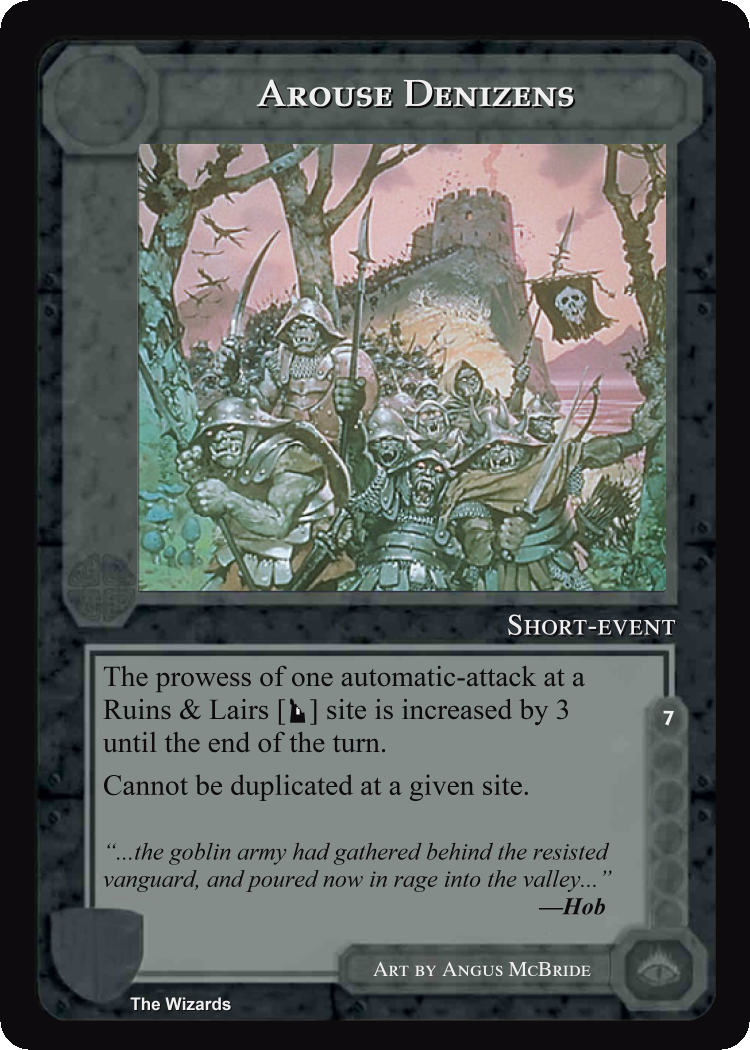 Arouse Denizens
Short-event
The prowess of one automatic-attack at a
Ruins & Lairs [] site is increased by 3
until the end of the turn.
7
Cannot be duplicated at a given site.
“...the goblin army had gathered behind the resisted
vanguard, and poured now in rage into the valley...”
—Hob
Art by Angus McBride
The Wizards